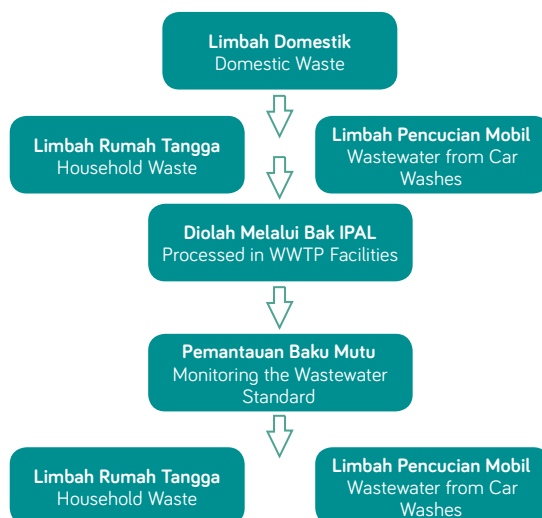 Limbah Domestik
Domestic Waste
Limbah Rumah Tangga
Household Waste
Limbah Pencucian Mobil
Wastewater from Car
Washes
Diolah Melalui Bak IPAL
Processed in WWTP Facilities
Pemantauan Baku Mutu
Monitoring the Wastewater
Standard
Limbah Rumah Tangga
Household Waste
Limbah Pencucian Mobil
Wastewater from Car
Washes